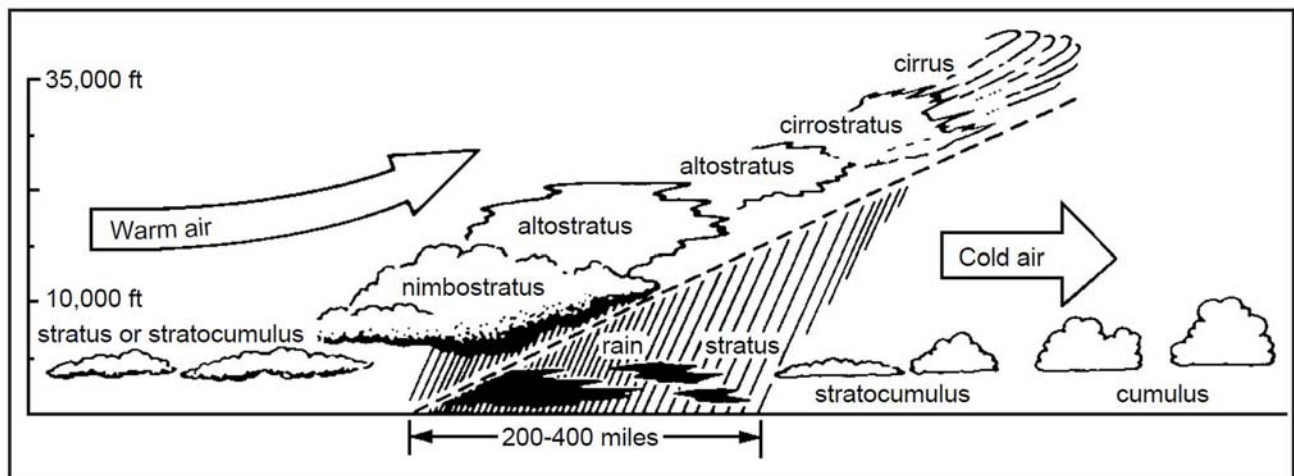 cirrus
35,000 ft
cirrostratus
altostratus
Warm air
altostratus
Cold air
nimbostratus
10,000 ft
stratus or stratocumulus
rain
stratus
stratocumulus
cumulus
200-400 miles